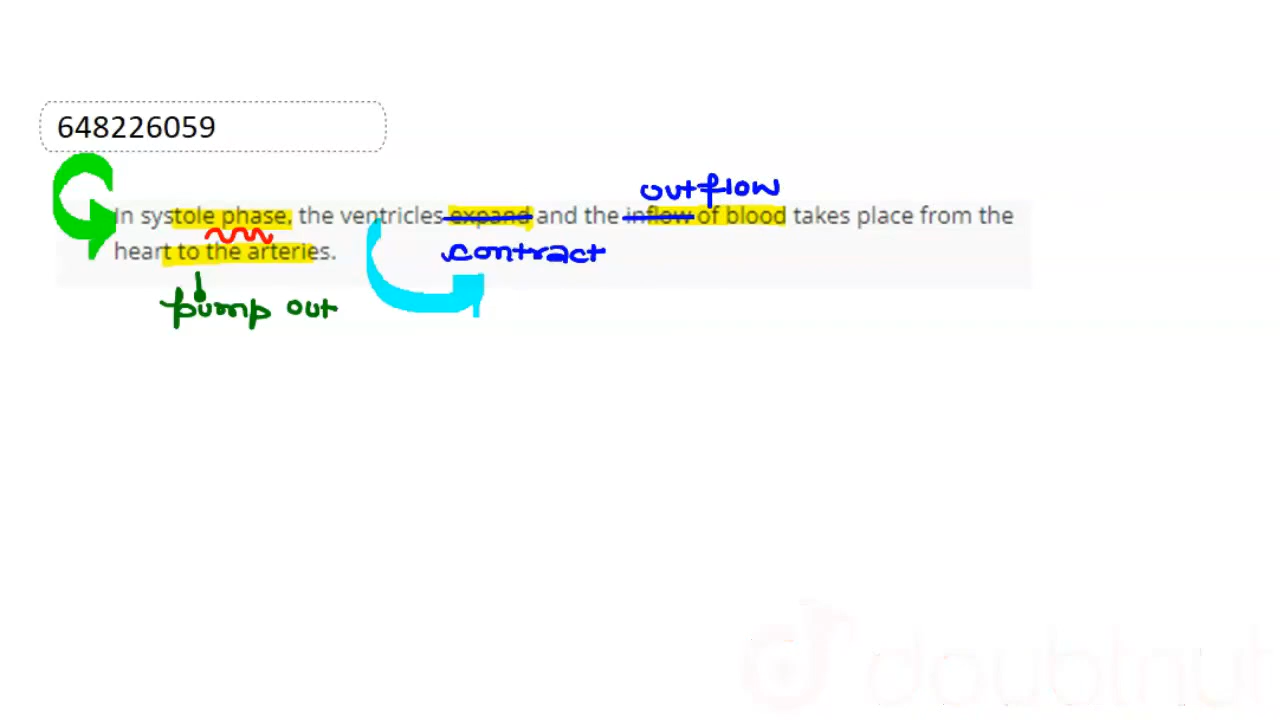 648226059
outflow
In systole phase, the ventricles expand and the inflow of blood takes place from the
contract
heart to the arteries.
pump out
doubtnut